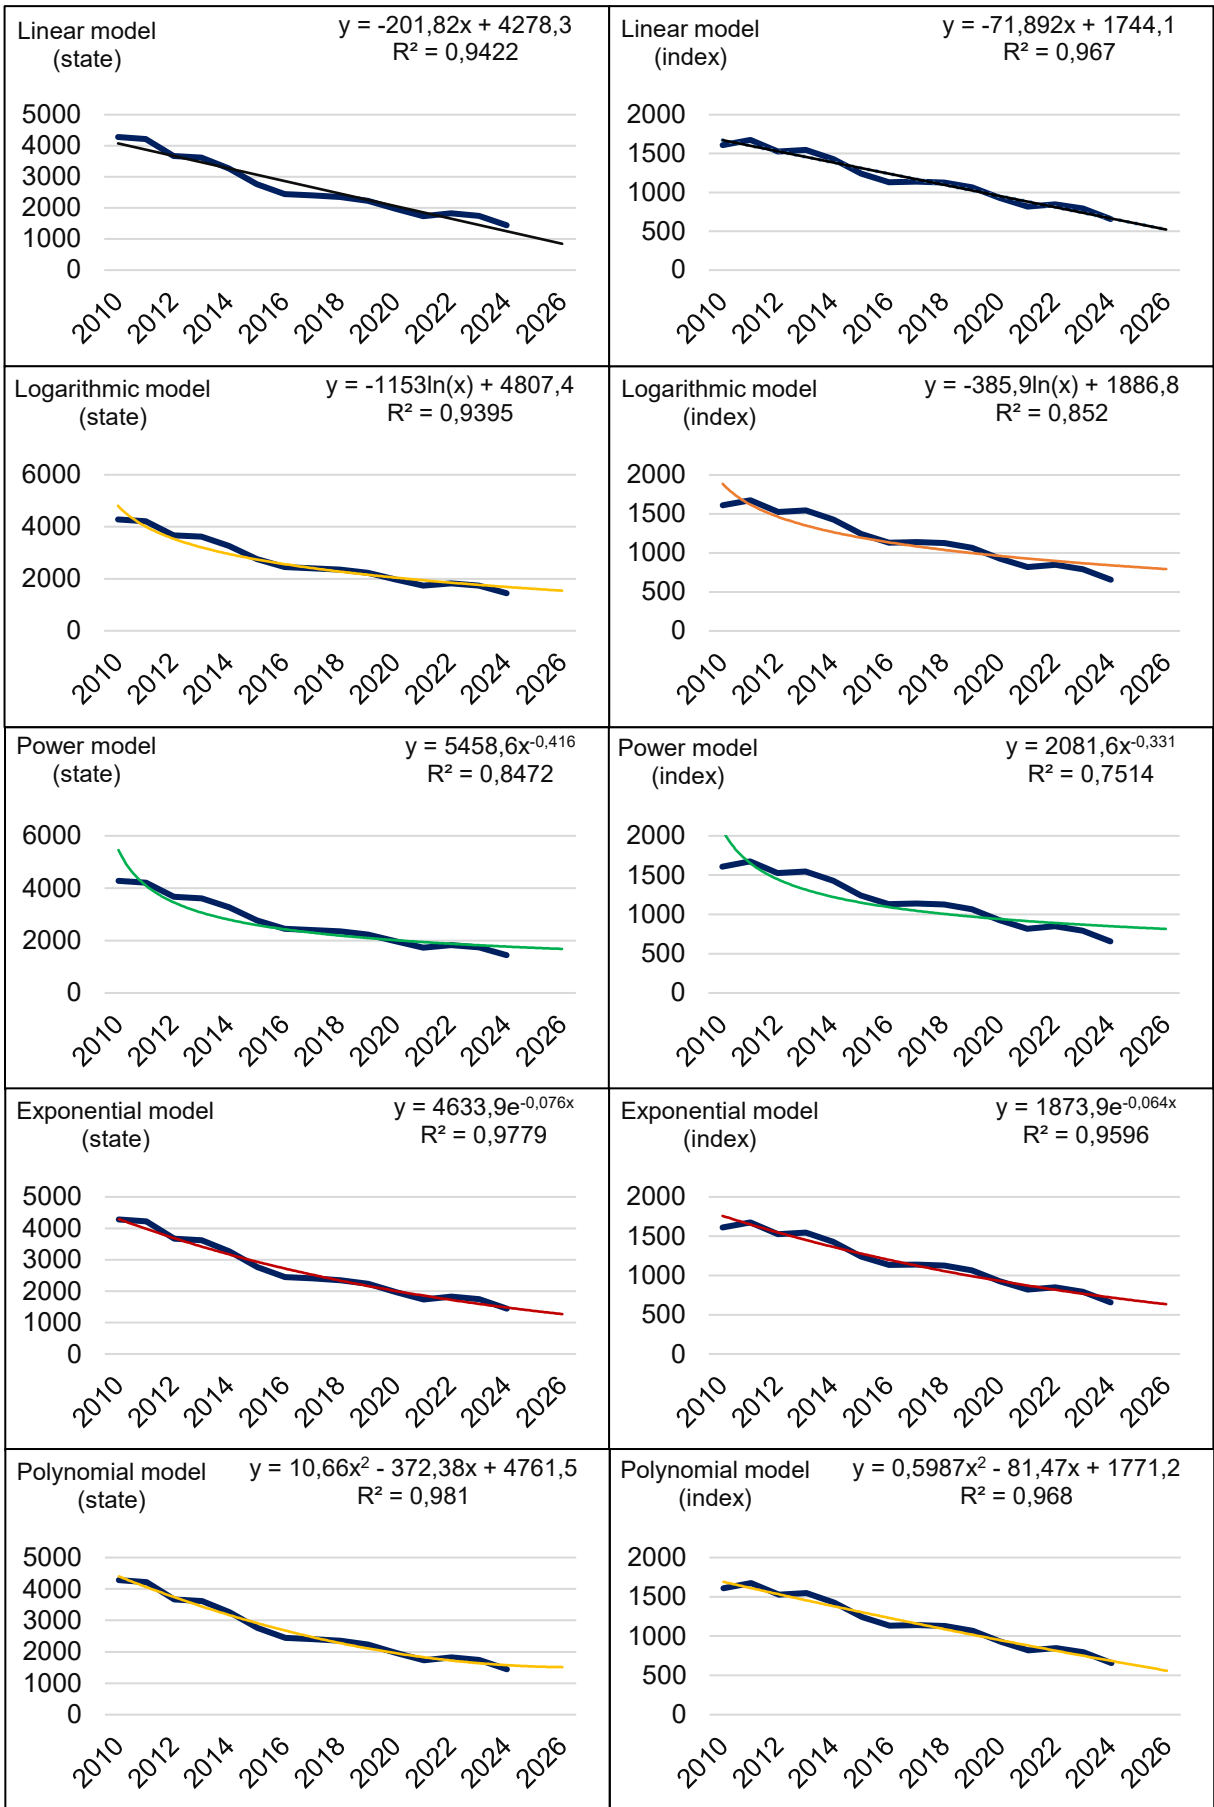 Linear model
(state)
y = -201,82x + 4278,3
R² = 0,9422
5000
4000
3000
2000
1000
0
2010 2012 2014 2016 2018 2020 2022 2024 2026
Linear model
(index)
y = -71,892x + 1744,1
R² = 0,967
2000
1500
1000
500
0
2010 2012 2014 2016 2018 2020 2022 2024 2026
Logarithmic model
(state)
y = -1153ln(x) + 4807,4
R² = 0,9395
6000
4000
2000
0
2010 2012 2014 2016 2018 2020 2022 2024 2026
Logarithmic model
(index)
y = -385,9ln(x) + 1886,8
R² = 0,852
2000
1500
1000
500
0
2010 2012 2014 2016 2018 2020 2022 2024 2026
Power model
(state)
y = 5458,6x⁻⁰,⁴¹⁶
R² = 0,8472
6000
4000
2000
0
2010 2012 2014 2016 2018 2020 2022 2024 2026
Power model
(index)
y = 2081,6x⁻⁰,³³¹
R² = 0,7514
2000
1500
1000
500
0
2010 2012 2014 2016 2018 2020 2022 2024 2026
Exponential model
(state)
y = 4633,9e⁻⁰,⁰⁷⁶ˣ
R² = 0,9779
5000
4000
3000
2000
1000
0
2010 2012 2014 2016 2018 2020 2022 2024 2026
Exponential model
(index)
y = 1873,9e⁻⁰,⁰⁶⁴ˣ
R² = 0,9596
2000
1500
1000
500
0
2010 2012 2014 2016 2018 2020 2022 2024 2026
Polynomial model
(state)
y = 10,66x² - 372,38x + 4761,5
R² = 0,981
5000
4000
3000
2000
1000
0
2010 2012 2014 2016 2018 2020 2022 2024 2026
Polynomial model
(index)
y = 0,5987x² - 81,47x + 1771,2
R² = 0,968
2000
1500
1000
500
0
2010 2012 2014 2016 2018 2020 2022 2024 2026